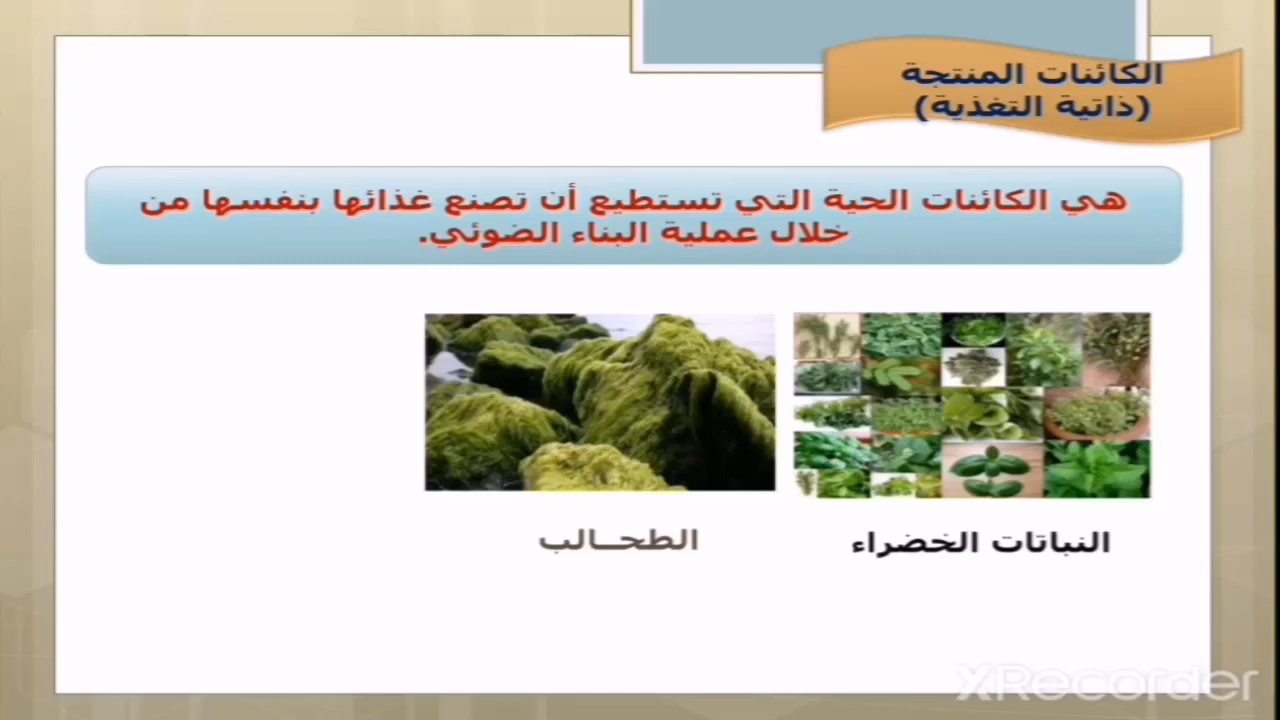 الكائنات المنتجة
(ذاتية التغذية)
هي الكائنات الحية التي تستطيع أن تصنع غذائها بنفسها من
خلال عملية البناء الضوئي.
النباتات الخضراء
الطحــالب
XRecorder